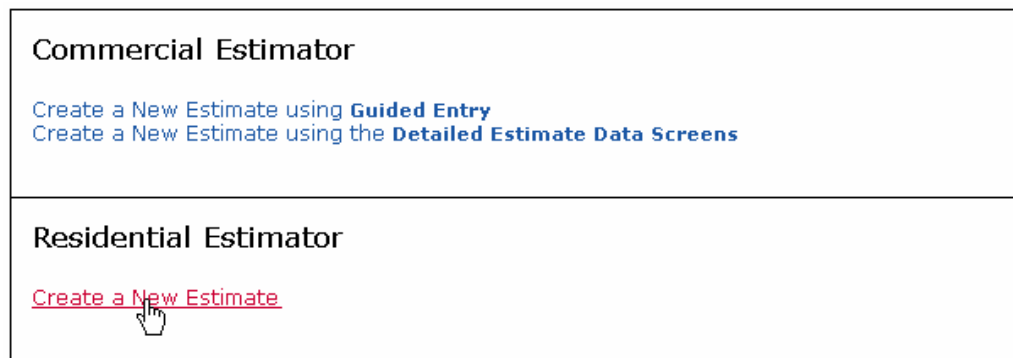 Commercial Estimator
Create a New Estimate using Guided Entry
Create a New Estimate using the Detailed Estimate Data Screens
Residential Estimator
Create a New Estimate